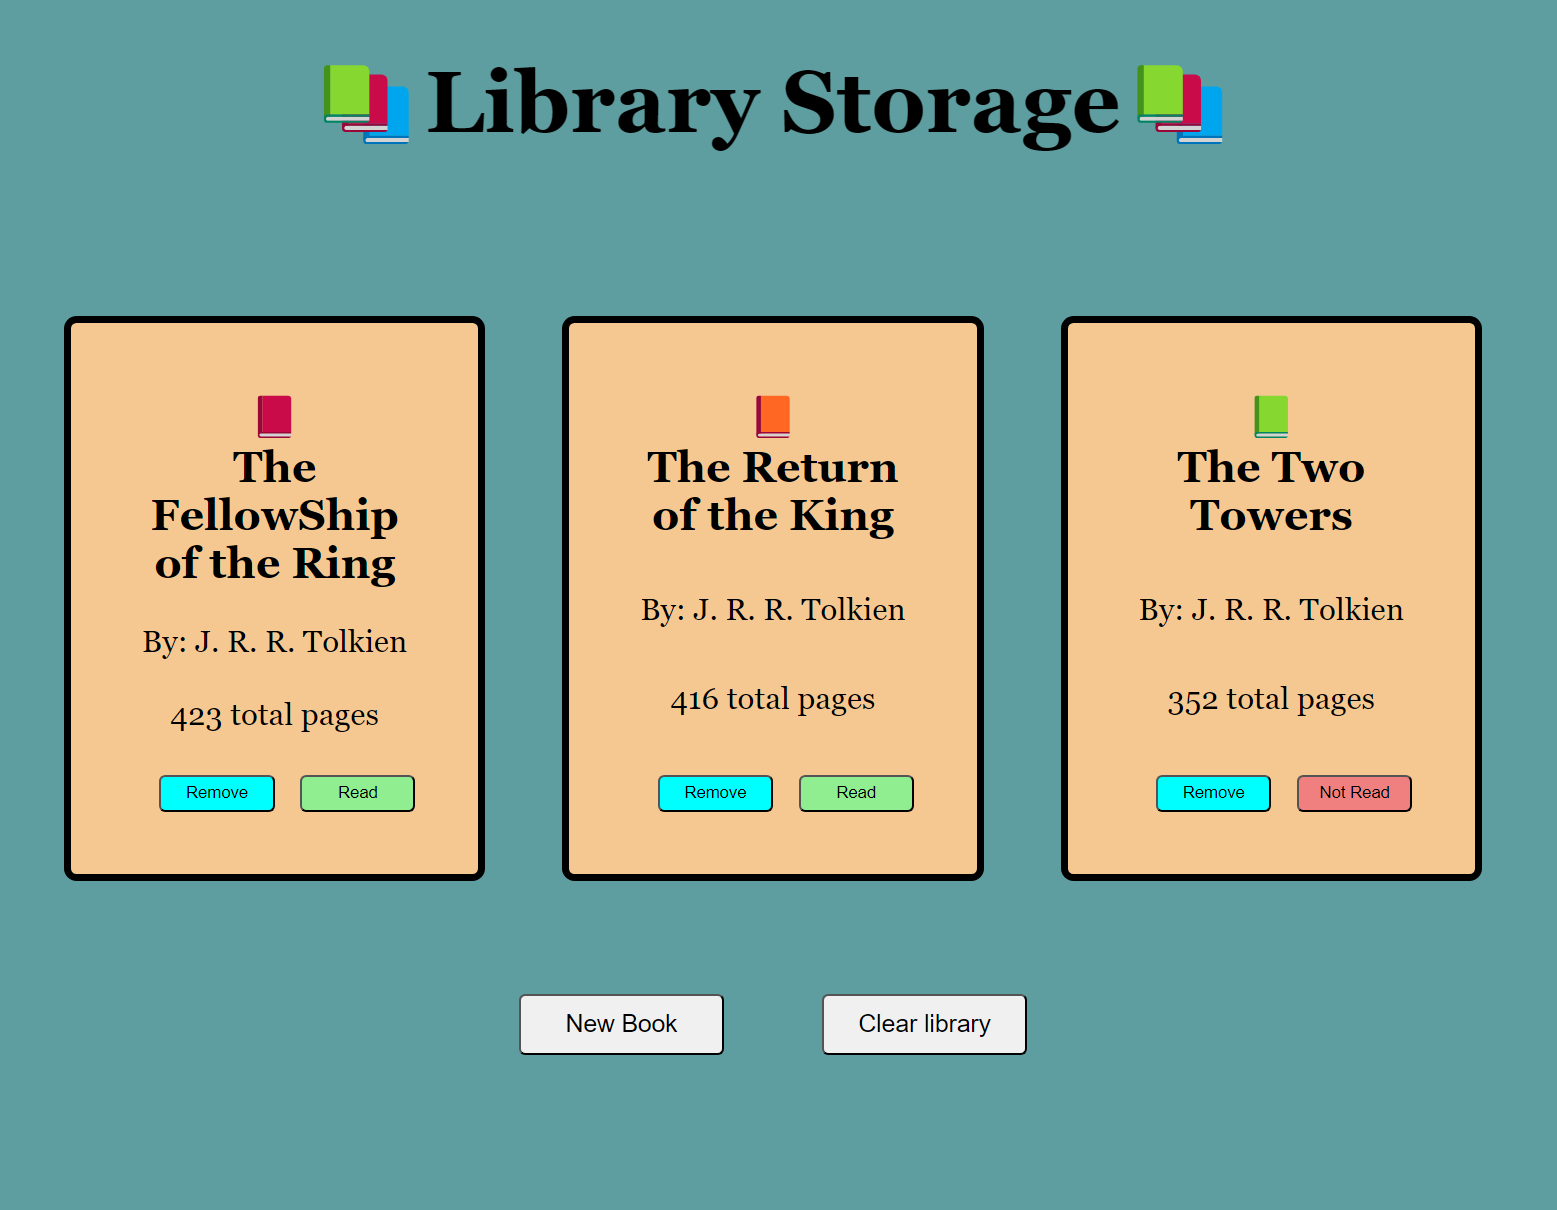 Library Storage
The
FellowShip
of the Ring
By: J. R. R. Tolkien
423 total pages
Remove
Read
The Return
of the King
By: J. R. R. Tolkien
416 total pages
Remove
Read
The Two
Towers
By: J. R. R. Tolkien
352 total pages
Remove
Not Read
New Book
Clear library